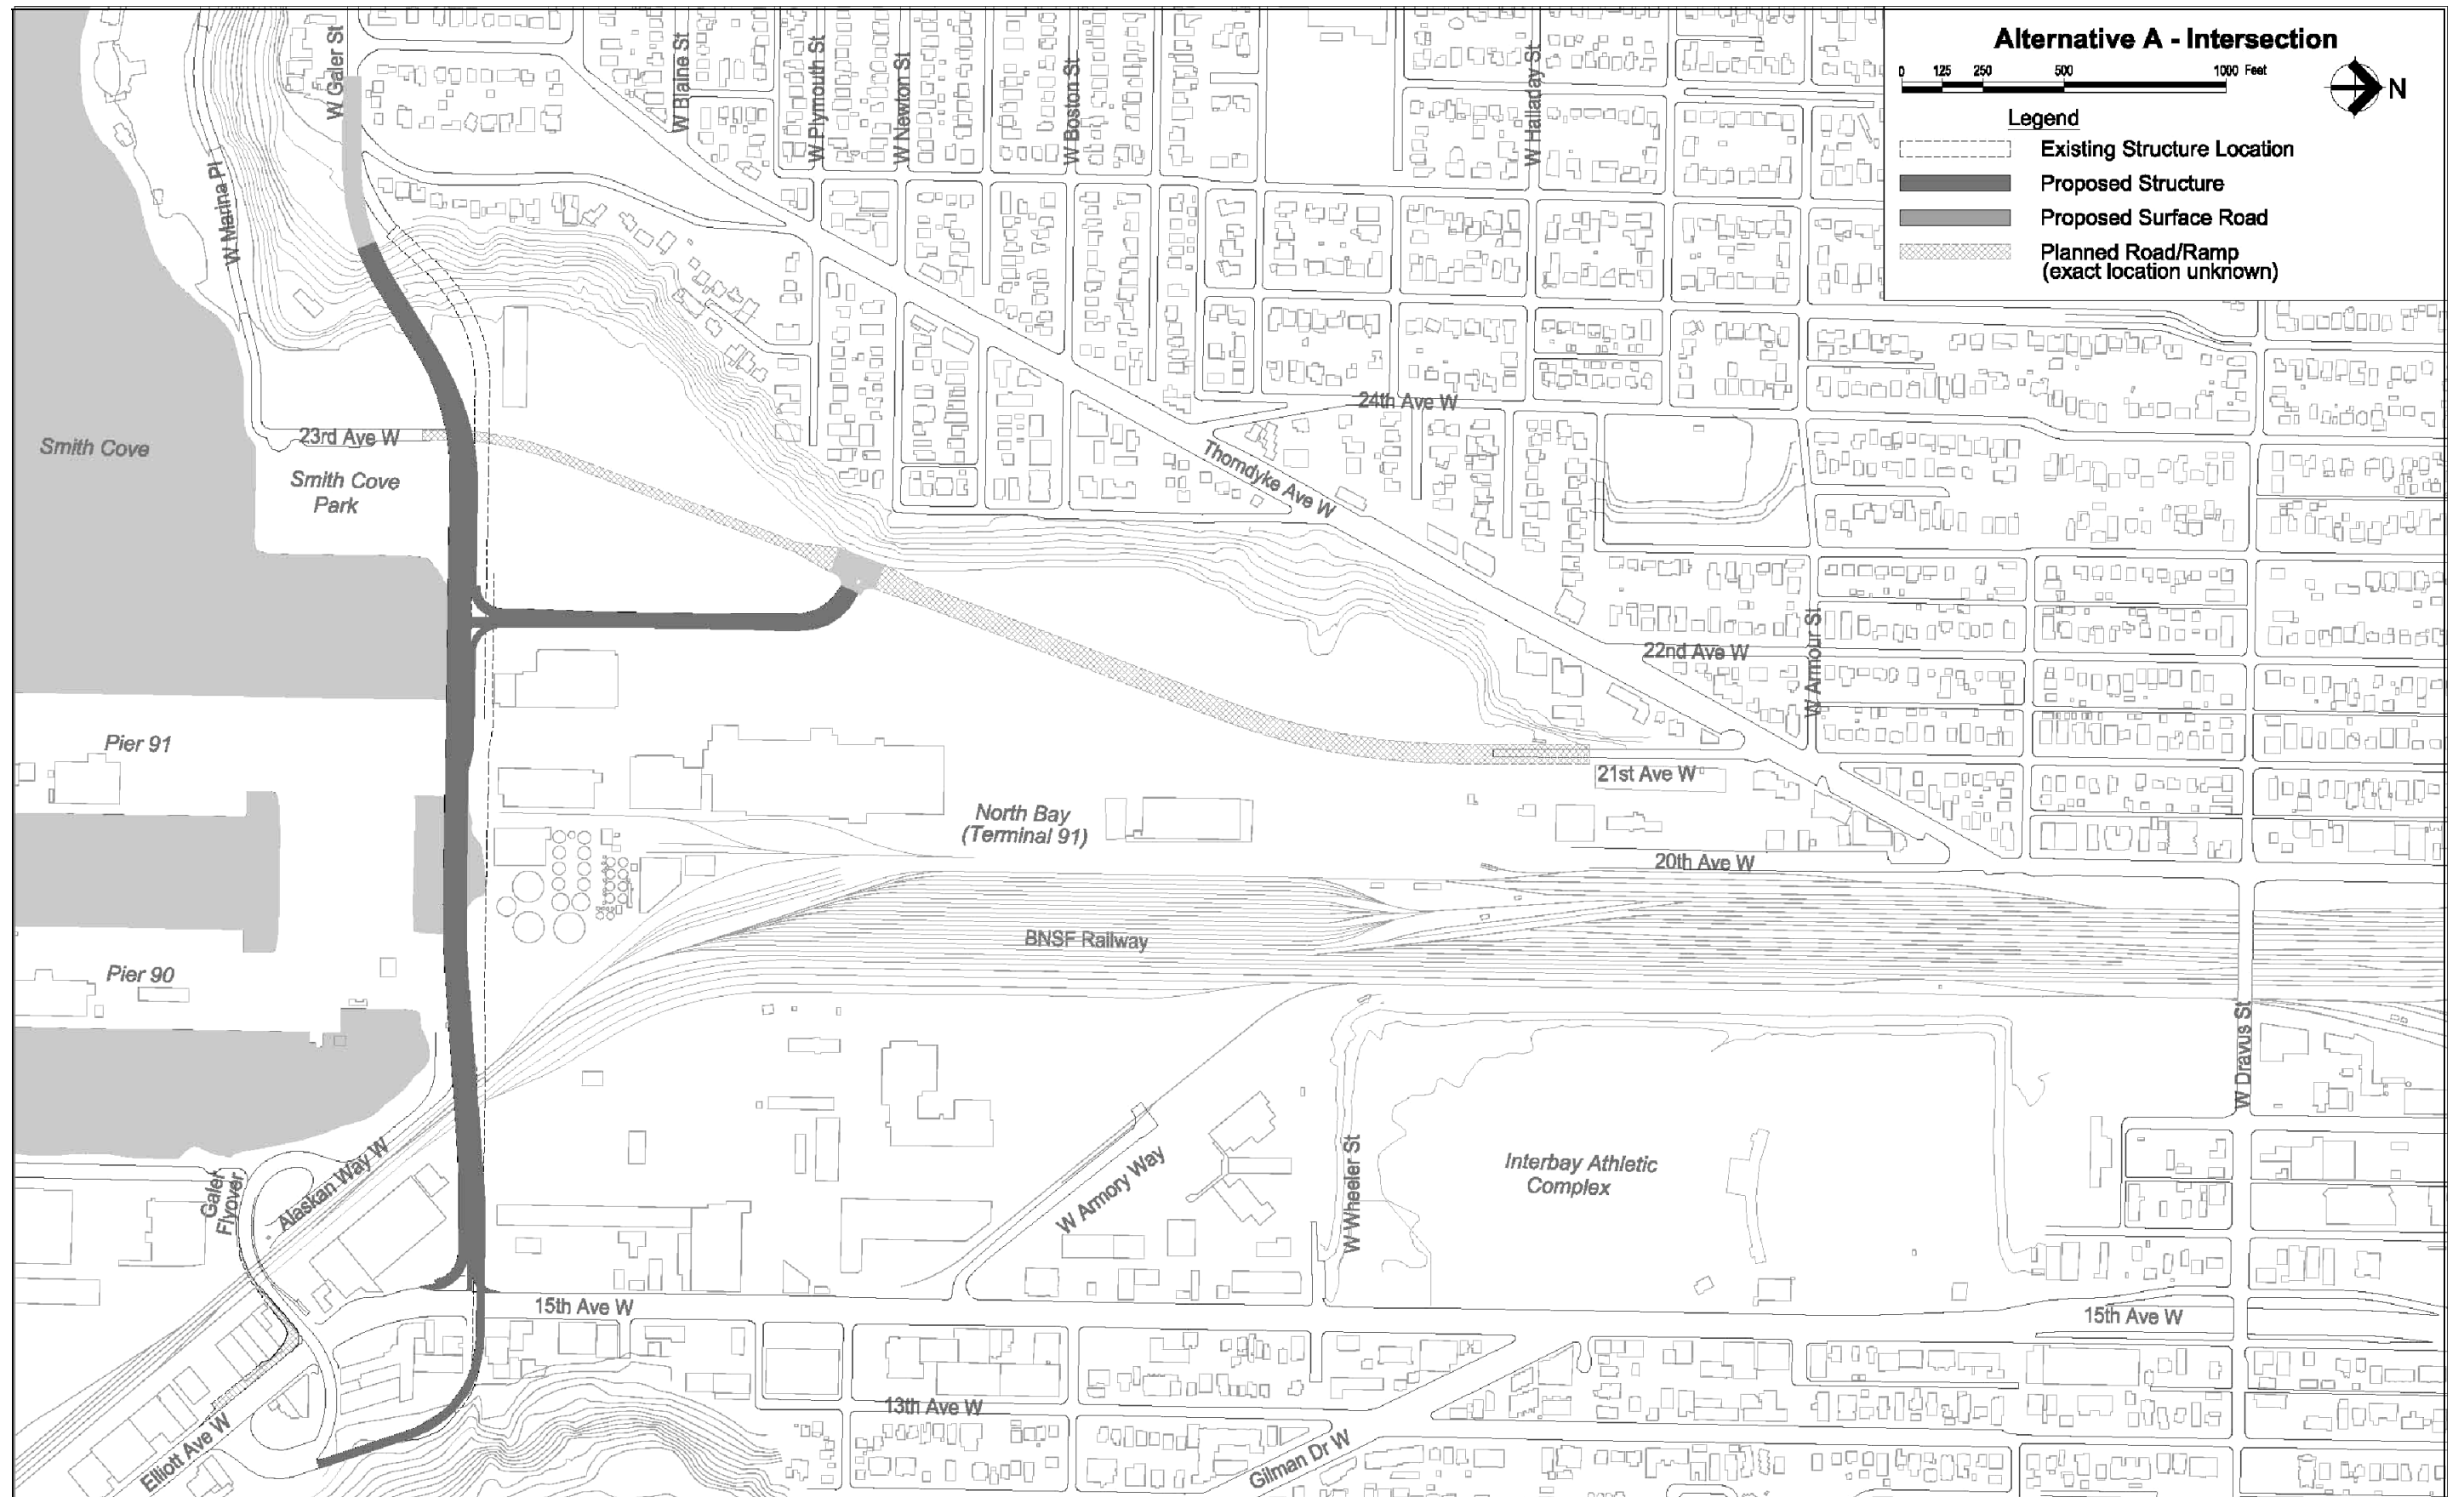 Alternative A - Intersection
0 125 250 500 1000 Feet
N
Legend
Existing Structure Location
Proposed Structure
Proposed Surface Road
Planned Road/Ramp
(exact location unknown)
W Galer St
W Blaine St
W Plymouth St
W Newton St
W Boston St
W Halladay St
W Marina Pl
24th Ave W
Smith Cove
23rd Ave W
Smith Cove
Park
Thorndyke Ave W
22nd Ave W
W Armour St
Pier 91
21st Ave W
North Bay
(Terminal 91)
20th Ave W
BNSF Railway
Pier 90
W Dravus St
Galer
Flyover
Alaskan Way W
W Armory Way
W Wheeler St
Interbay Athletic
Complex
15th Ave W
15th Ave W
13th Ave W
Elliott Ave W
Gilman Dr W